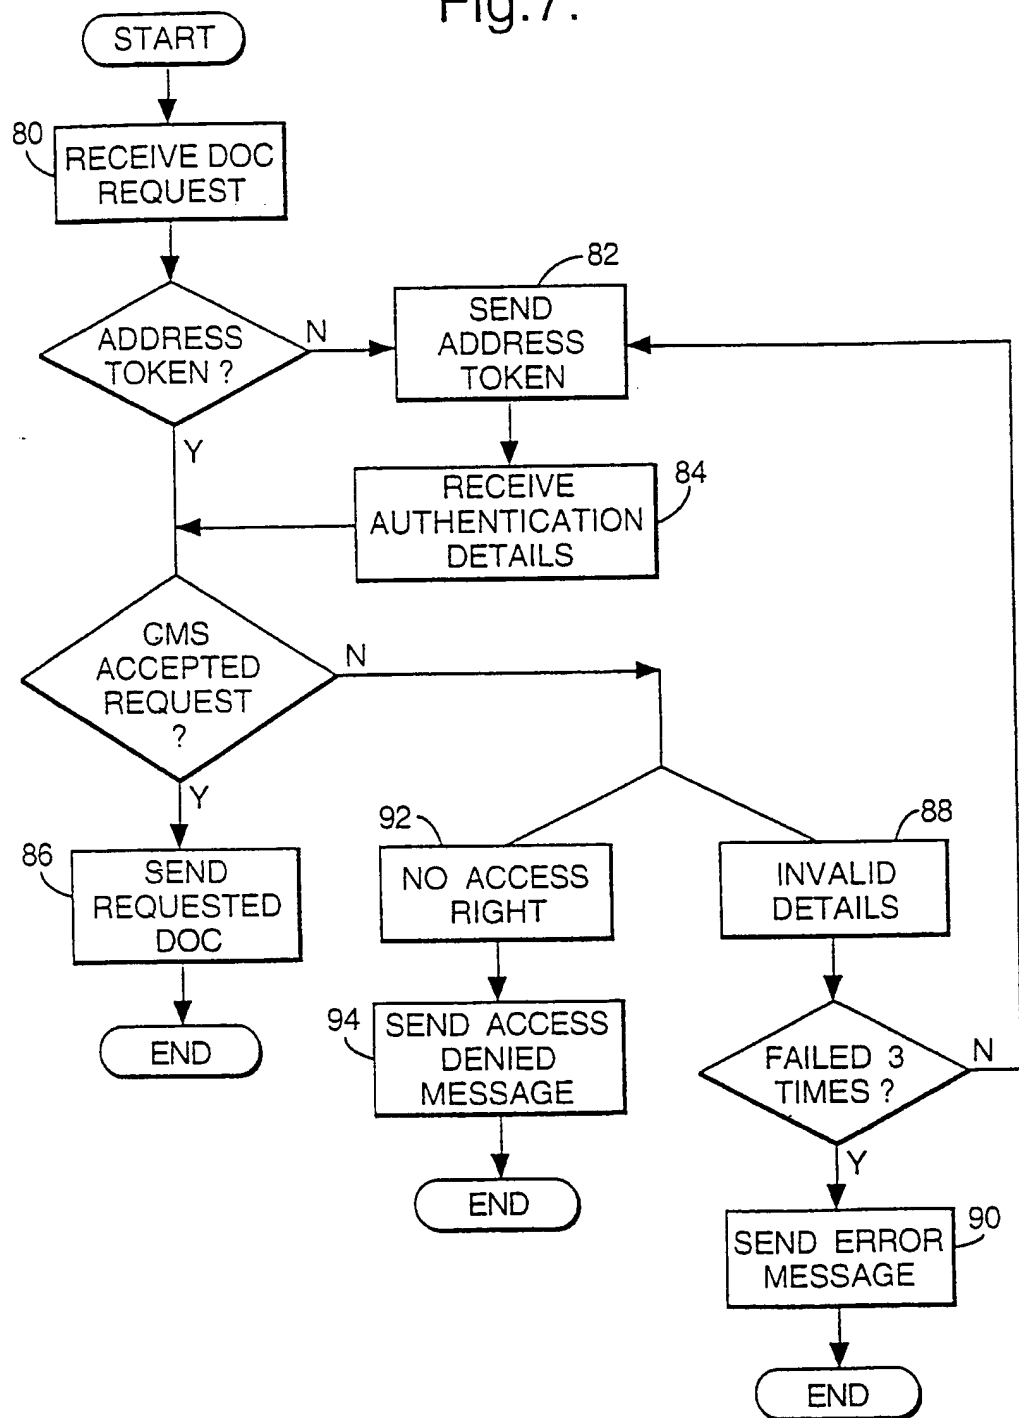 Fig.7.
START
80
RECEIVE DOC
REQUEST
82
SEND
ADDRESS
TOKEN
ADDRESS
TOKEN ?
N
Y
84
RECEIVE
AUTHENTICATION
DETAILS
GMS
ACCEPTED
REQUEST
?
N
Y
86
SEND
REQUESTED
DOC
END
92
NO ACCESS
RIGHT
94
SEND ACCESS
DENIED
MESSAGE
END
88
INVALID
DETAILS
FAILED 3
TIMES ?
N
Y
90
SEND ERROR
MESSAGE
END